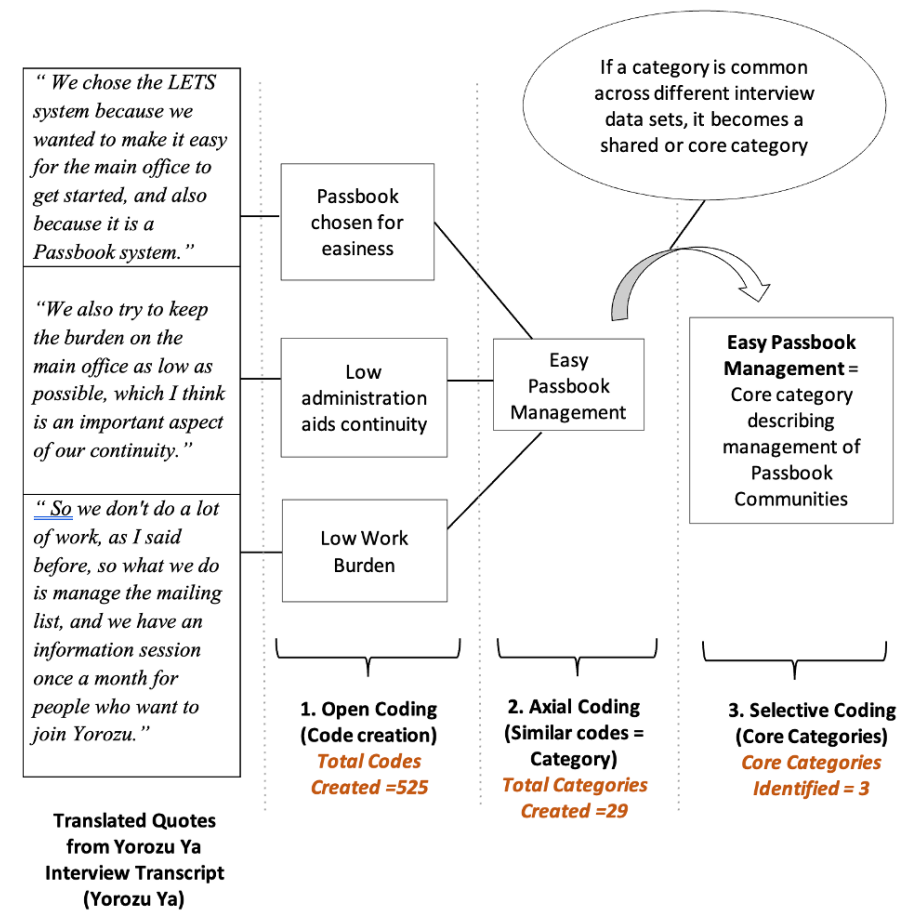 “ We chose the LETS
system because we
wanted to make it easy
for the main office to
get started, and also
because it is a
Passbook system.”
“We also try to keep
the burden on the
main office as low as
possible, which I think
is an important aspect
of our continuity.”
“ So we don't do a lot
of work, as I said
before, so what we do
is manage the mailing
list, and we have an
information session
once a month for
people who want to
join Yorozu.”
Translated Quotes
from Yorozu Ya
Interview Transcript
(Yorozu Ya)
Passbook
chosen for
easiness
Low
administration
aids continuity
Low Work
Burden
1. Open Coding
(Code creation)
Total Codes
Created =525
Easy
Passbook
Management
2. Axial Coding
(Similar codes =
Category)
Total Categories
Created =29
If a category is common
across different interview
data sets, it becomes a
shared or core category
Easy Passbook
Management =
Core category
describing
management of
Passbook
Communities
3. Selective Coding
(Core Categories)
Core Categories
Identified = 3